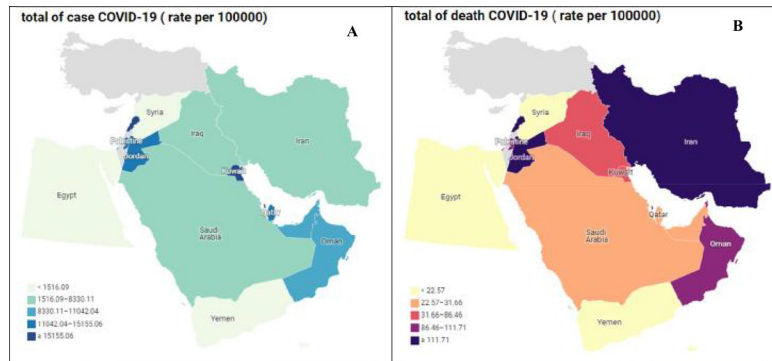 total of case COVID-19 ( rate per 100000)
A
Syria
Palestine
Jordan
Iraq
Iran
Kuwait
Egypt
Qatar
Saudi
Arabia
Oman
Yemen
< 1516.09
1516.09–8330.11
8330.11–11042.04
11042.04–15155.06
≥ 15155.06
total of death COVID-19 ( rate per 100000)
B
Syria
Palestine
Jordan
Iraq
Iran
Kuwait
Egypt
Qatar
Saudi
Arabia
Oman
Yemen
< 22.57
22.57–31.66
31.66–86.46
86.46–111.71
≥ 111.71